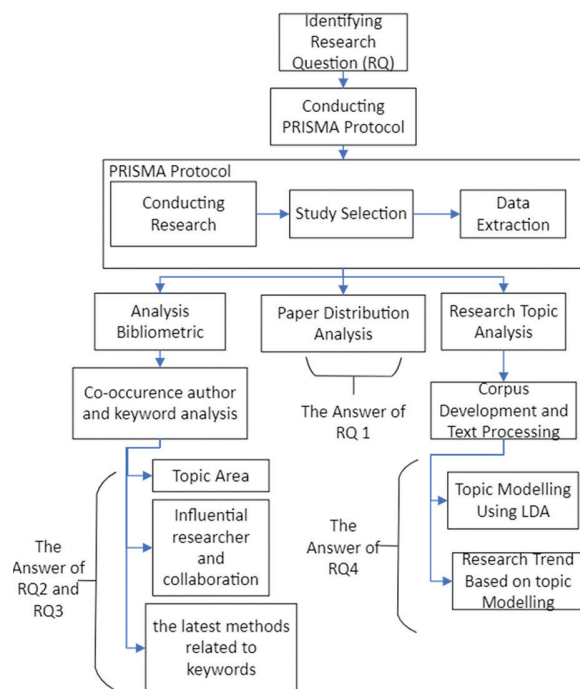 Identifying
Research
Question (RQ)
Conducting
PRISMA Protocol
PRISMA Protocol
Conducting
Research
Study Selection
Data
Extraction
Analysis
Bibliometric
Paper Distribution
Analysis
Research Topic
Analysis
Co-occurence author
and keyword analysis
The Answer of
RQ 1
Corpus
Development and
Text Processing
Topic Area
Influential
researcher
and collaboration
the latest methods
related to
keywords
The
Answer of
RQ2 and
RQ3
Topic Modelling
Using LDA
Research Trend
Based on topic
Modelling
The
Answer of
RQ4